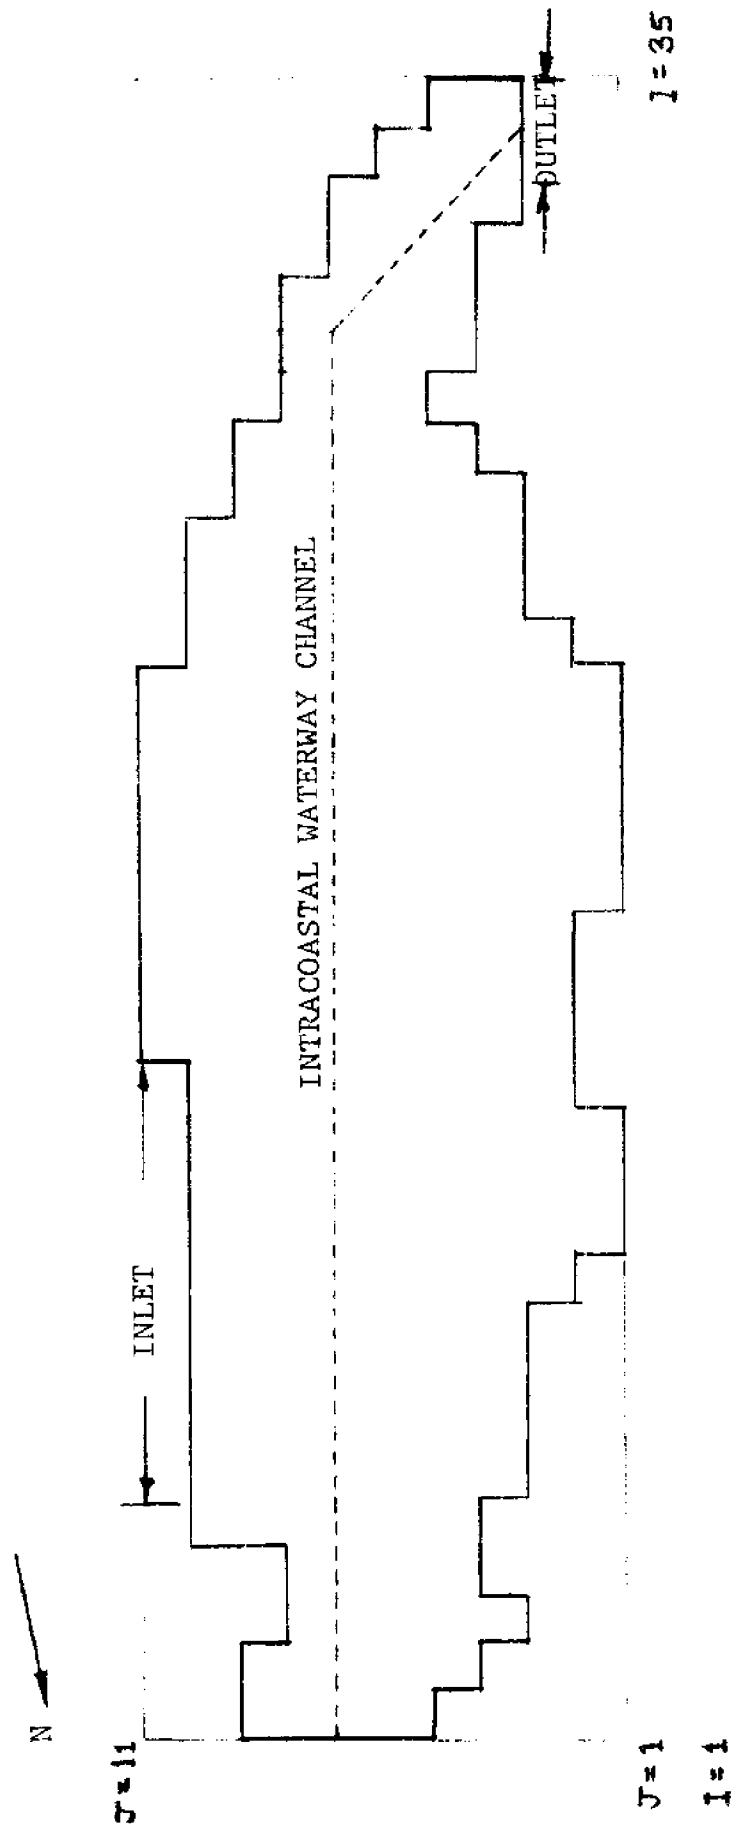 I=35
OUTLET
INTRACOASTAL WATERWAY CHANNEL
INLET
N
J=11
J=1
I=1